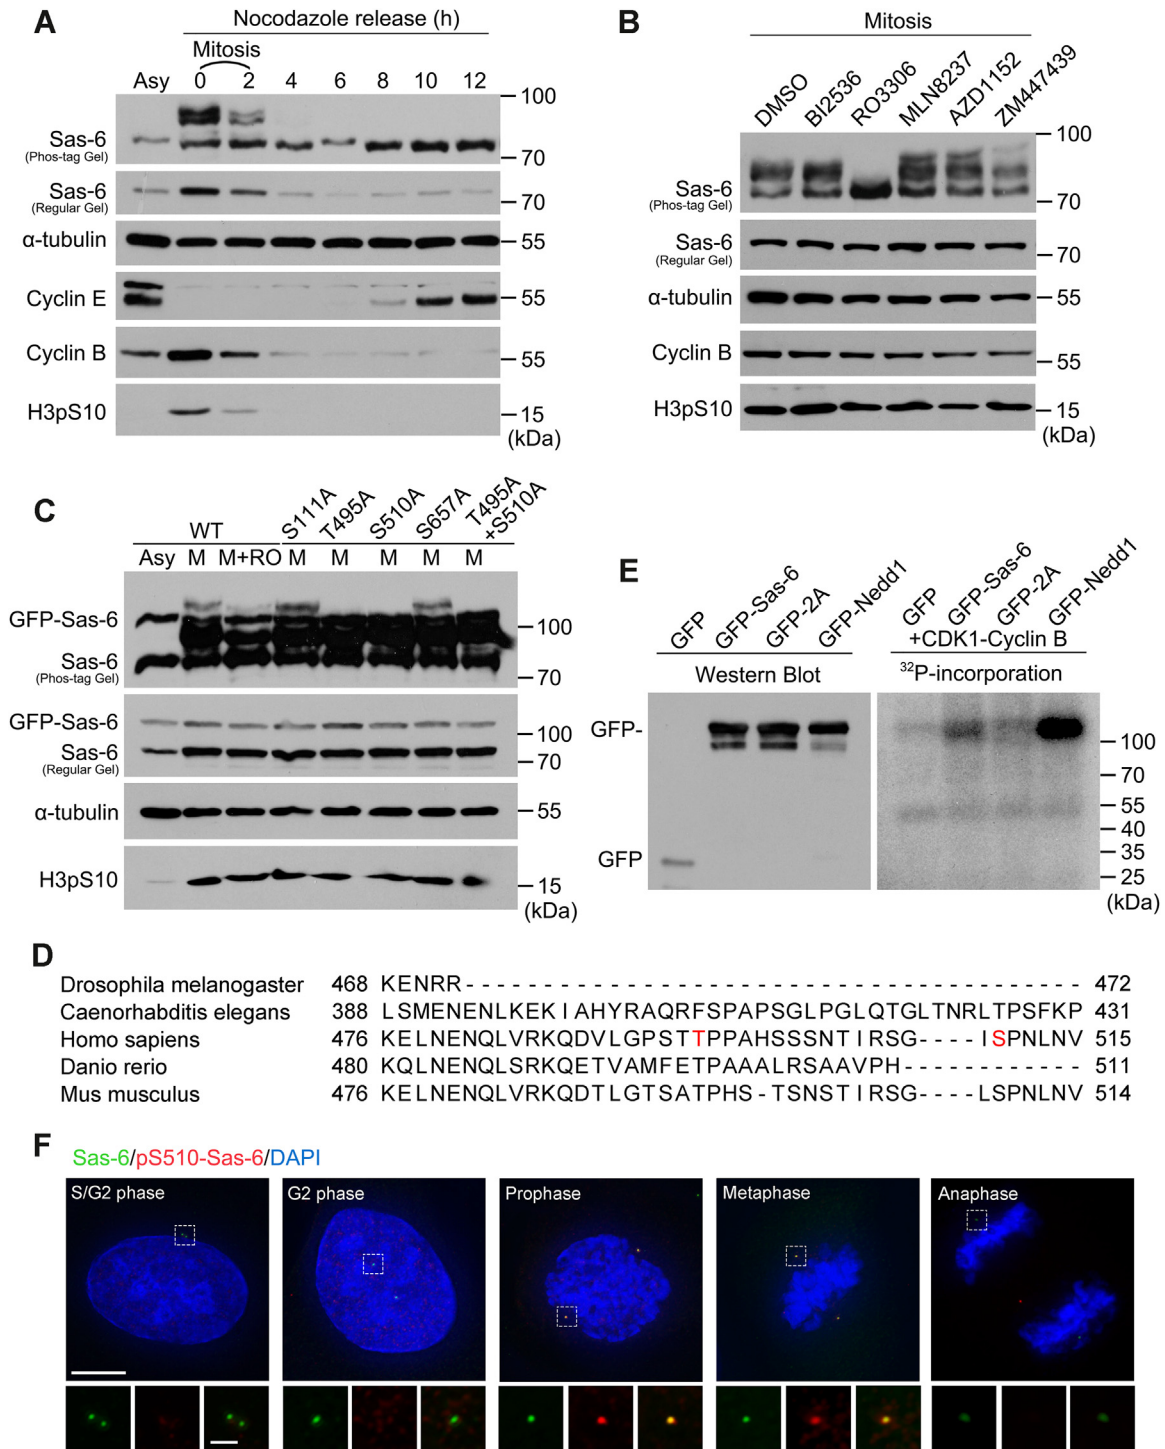 A
Nocodazole release (h)
Mitosis
Asy 0 2 4 6 8 10 12
Sas-6
(Phos-tag Gel)
100
70
Sas-6
(Regular Gel)
70
α-tubulin
55
Cyclin E
55
Cyclin B
55
H3pS10
15
(kDa)
B
Mitosis
DMSO BI2536 RO3306 MLN8237 AZD1152 ZM447439
Sas-6
(Phos-tag Gel)
100
70
Sas-6
(Regular Gel)
70
α-tubulin
55
Cyclin B
55
H3pS10
15
(kDa)
C
WT S111A T495A S510A S657A T495A
+S510A
Asy M M+RO M M M M M
GFP-Sas-6
Sas-6
(Phos-tag Gel)
100
70
GFP-Sas-6
Sas-6
(Regular Gel)
100
70
α-tubulin
55
H3pS10
15
(kDa)
E
GFP GFP-Sas-6 GFP-2A GFP-Nedd1
Western Blot
GFP GFP-Sas-6 GFP-2A GFP-Nedd1
+CDK1-Cyclin B
³²P-incorporation
GFP-
GFP
100
70
55
40
35
25
(kDa)
D
Drosophila melanogaster 468 KENRR--------------------------------------- 472
Caenorhabditis elegans 388 LSMENENLKEKIAHYRAQRFSPAPSGLPGLQTGLTNRLTPSFKP 431
Homo sapiens 476 KELNENQLVRKQDVLGPSTTPPAHSSSNTIRSG----ISPNLNV 515
Danio rerio 480 KQLNENQLSRKQETVAMFETPAAALRSAAVPH------------ 511
Mus musculus 476 KELNENQLVRKQDTLGTSATPHS-TSNSTIRSG----LSPNLNV 514
F
Sas-6/pS510-Sas-6/DAPI
S/G2 phase
G2 phase
Prophase
Metaphase
Anaphase